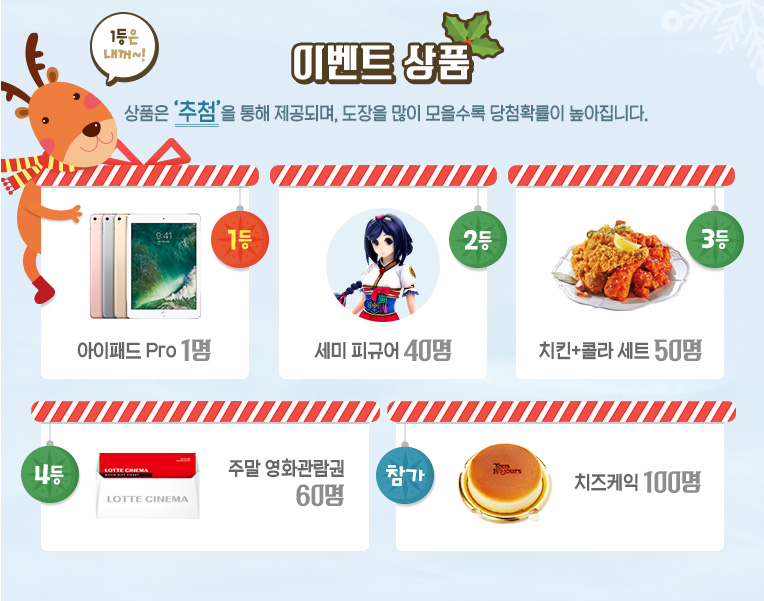 1등은
내꺼~!
이벤트 상품
상품은 '추첨'을 통해 제공되며, 도장을 많이 모을수록 당첨확률이 높아집니다.
1등
9:41
아이패드 Pro 1명
2등
세미 피규어 40명
3등
치킨+콜라 세트 50명
4등
LOTTE CINEMA
LOTTE CINEMA
주말 영화관람권
60명
참가
Tous
les Jours
치즈케익 100명